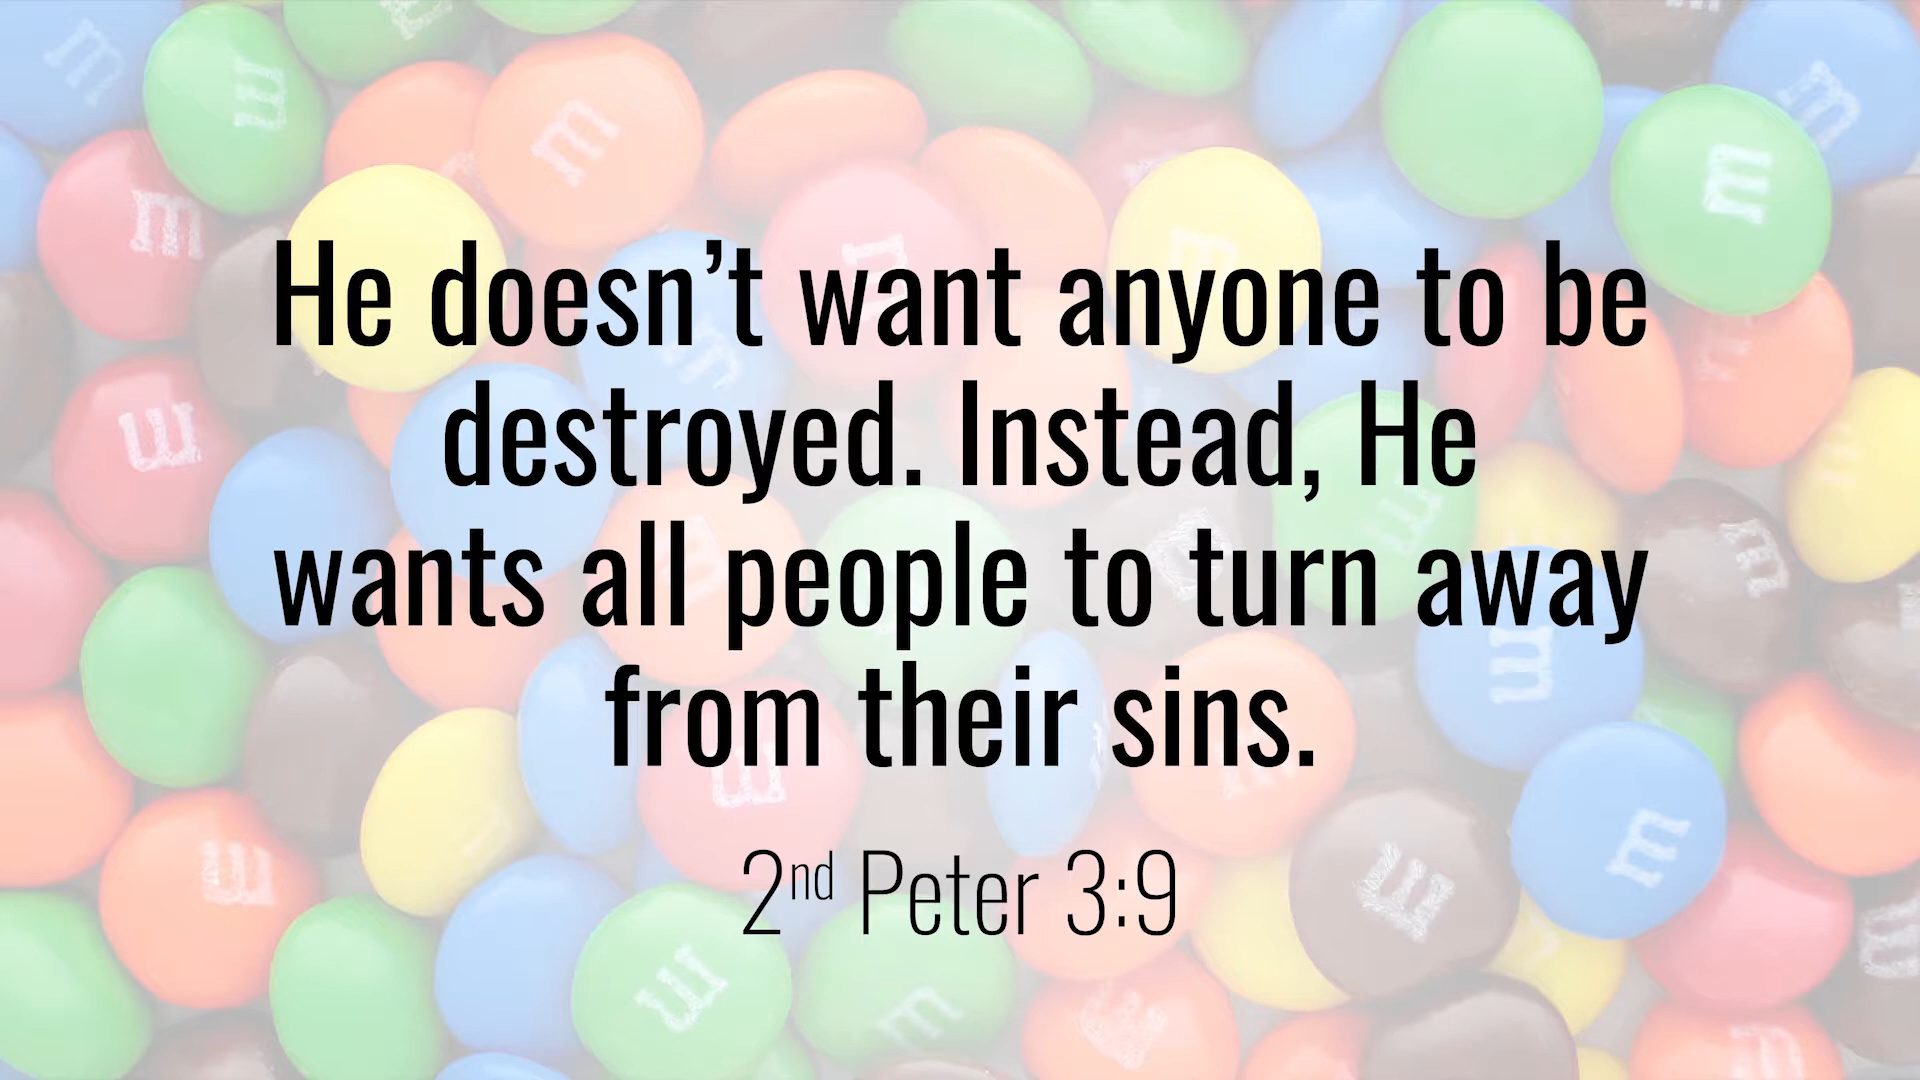 He doesn’t want anyone to be
destroyed. Instead, He
wants all people to turn away
from their sins.
2nd Peter 3:9